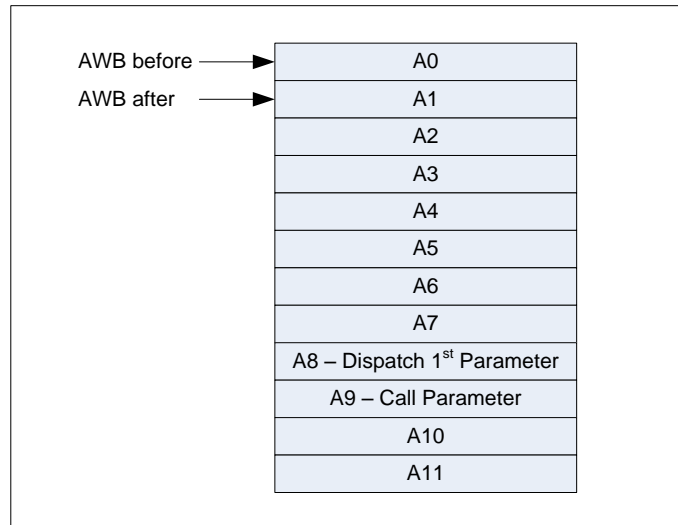 AWB before
A0
AWB after
A1
A2
A3
A4
A5
A6
A7
A8 – Dispatch 1st Parameter
A9 – Call Parameter
A10
A11